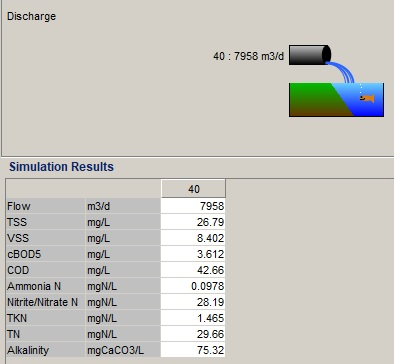 Discharge
40 : 7958 m3/d
Simulation Results
40
Flow m3/d 7958
TSS mg/L 26.79
VSS mg/L 8.402
cBOD5 mg/L 3.612
COD mg/L 42.66
Ammonia N mgN/L 0.0978
Nitrite/Nitrate N mgN/L 28.19
TKN mgN/L 1.465
TN mgN/L 29.66
Alkalinity mgCaCO3/L 75.32